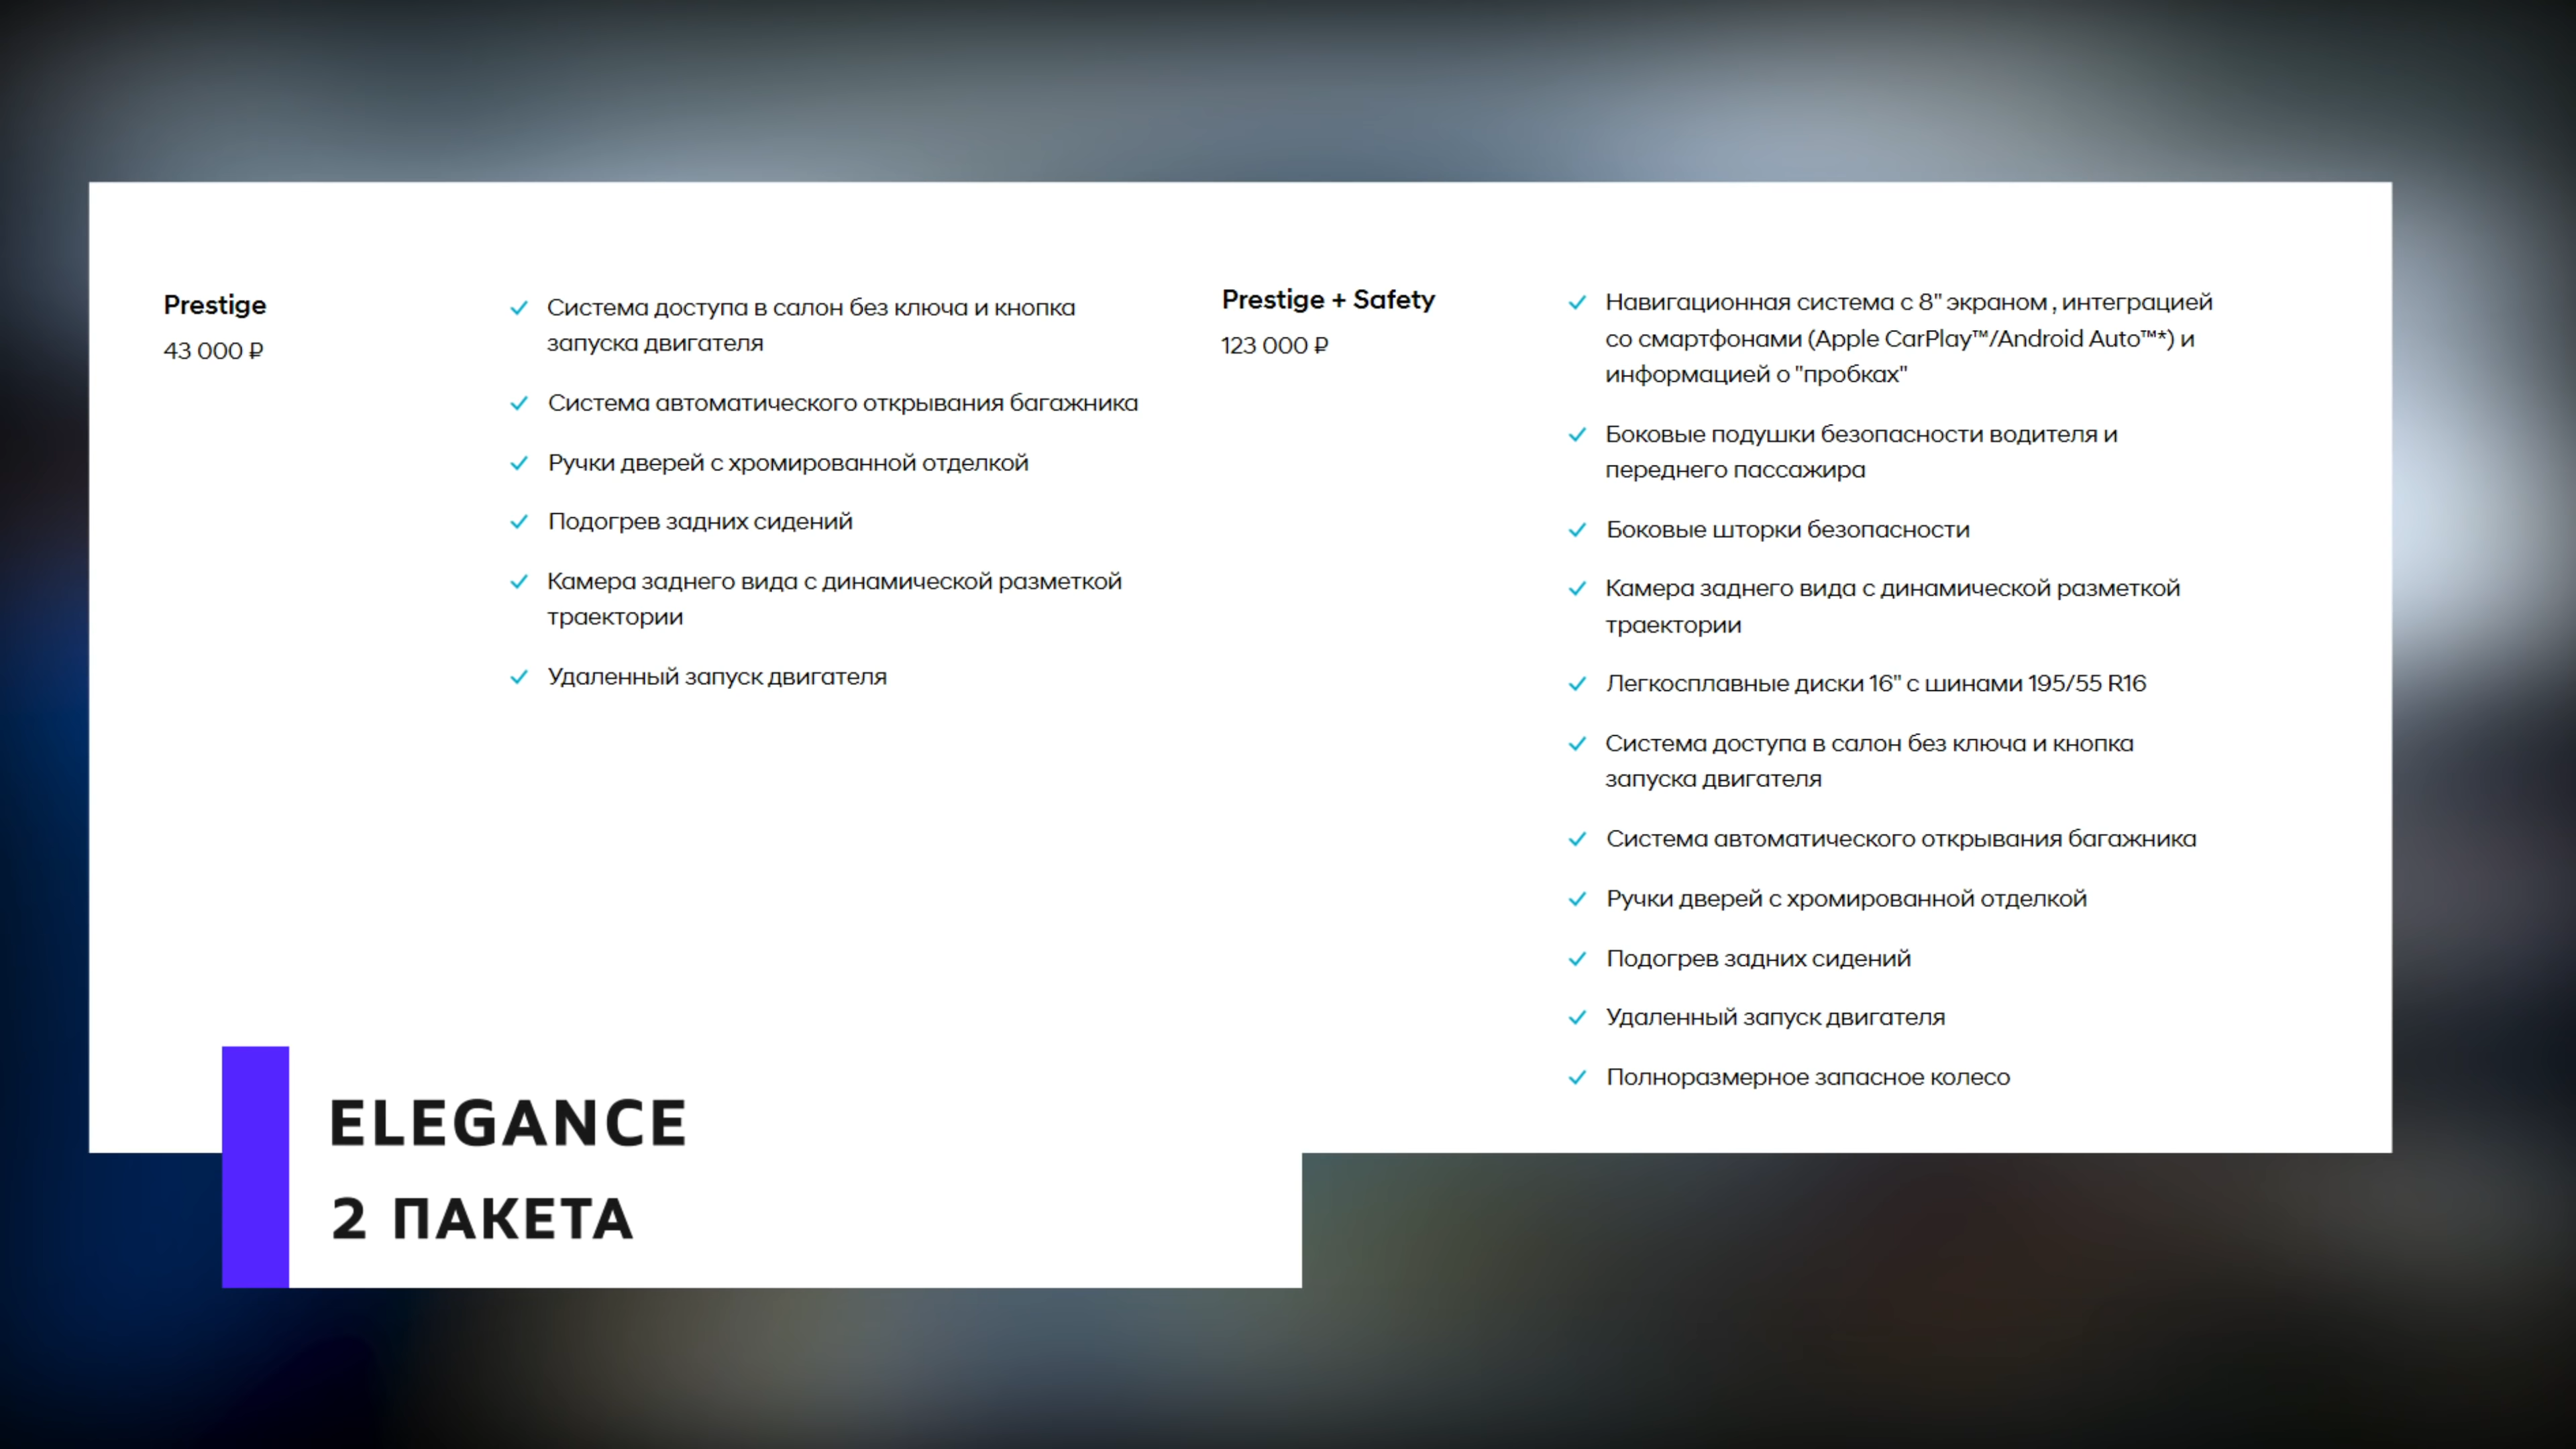 Prestige
43 000 ₽
Система доступа в салон без ключа и кнопка
запуска двигателя
Система автоматического открывания багажника
Ручки дверей с хромированной отделкой
Подогрев задних сидений
Камера заднего вида с динамической разметкой
траектории
Удаленный запуск двигателя
Prestige + Safety
123 000 ₽
Навигационная система с 8" экраном , интеграцией
со смартфонами (Apple CarPlay™/Android Auto™*) и
информацией о "пробках"
Боковые подушки безопасности водителя и
переднего пассажира
Боковые шторки безопасности
Камера заднего вида с динамической разметкой
траектории
Легкосплавные диски 16" с шинами 195/55 R16
Система доступа в салон без ключа и кнопка
запуска двигателя
Система автоматического открывания багажника
Ручки дверей с хромированной отделкой
Подогрев задних сидений
Удаленный запуск двигателя
Полноразмерное запасное колесо
ELEGANCE
2 ПАКЕТА